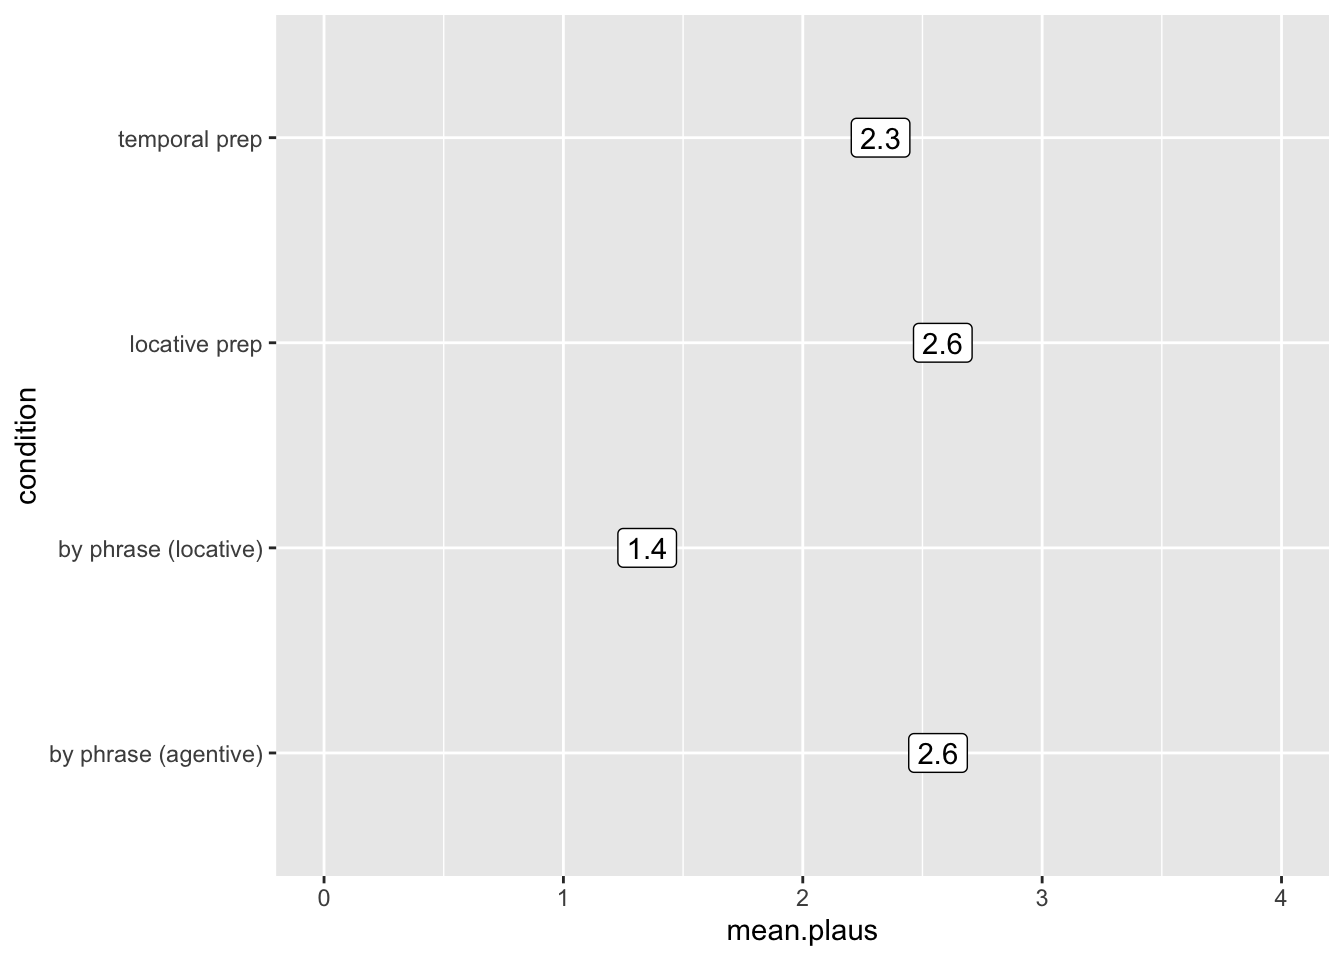 temporal prep
2.3
locative prep
2.6
condition
by phrase (locative)
1.4
by phrase (agentive)
2.6
0 1 2 3 4
mean.plaus